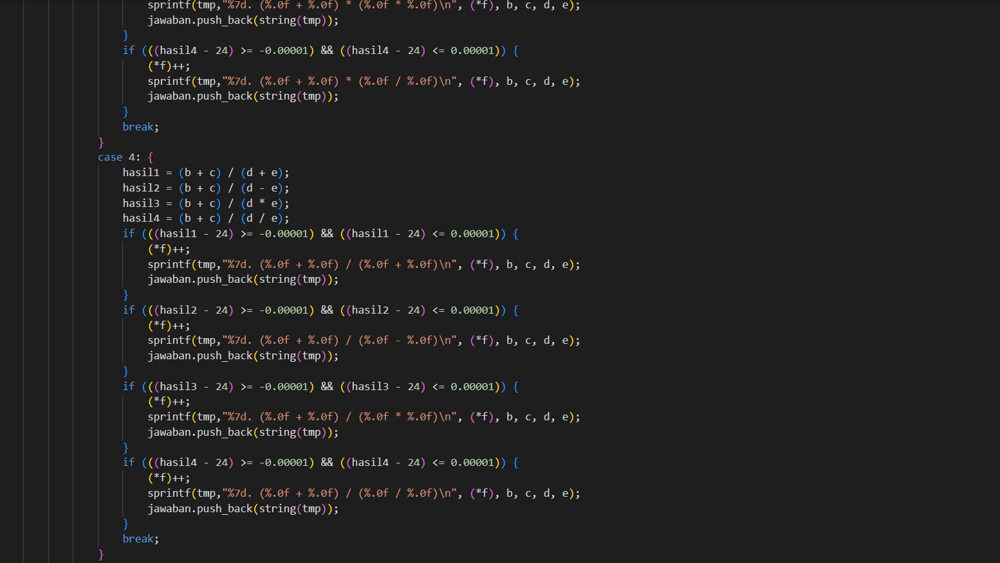 sprintf(tmp,"%7d. (%.0f + %.0f) * (%.0f * %.0f)\n", (*f), b, c, d, e);
jawaban.push_back(string(tmp));
}
if (((hasil4 - 24) >= -0.00001) && ((hasil4 - 24) <= 0.00001)) {
(*f)++;
sprintf(tmp,"%7d. (%.0f + %.0f) * (%.0f / %.0f)\n", (*f), b, c, d, e);
jawaban.push_back(string(tmp));
}
break;
}
case 4: {
hasil1 = (b + c) / (d + e);
hasil2 = (b + c) / (d - e);
hasil3 = (b + c) / (d * e);
hasil4 = (b + c) / (d / e);
if (((hasil1 - 24) >= -0.00001) && ((hasil1 - 24) <= 0.00001)) {
(*f)++;
sprintf(tmp,"%7d. (%.0f + %.0f) / (%.0f + %.0f)\n", (*f), b, c, d, e);
jawaban.push_back(string(tmp));
}
if (((hasil2 - 24) >= -0.00001) && ((hasil2 - 24) <= 0.00001)) {
(*f)++;
sprintf(tmp,"%7d. (%.0f + %.0f) / (%.0f - %.0f)\n", (*f), b, c, d, e);
jawaban.push_back(string(tmp));
}
if (((hasil3 - 24) >= -0.00001) && ((hasil3 - 24) <= 0.00001)) {
(*f)++;
sprintf(tmp,"%7d. (%.0f + %.0f) / (%.0f * %.0f)\n", (*f), b, c, d, e);
jawaban.push_back(string(tmp));
}
if (((hasil4 - 24) >= -0.00001) && ((hasil4 - 24) <= 0.00001)) {
(*f)++;
sprintf(tmp,"%7d. (%.0f + %.0f) / (%.0f / %.0f)\n", (*f), b, c, d, e);
jawaban.push_back(string(tmp));
}
break;
}